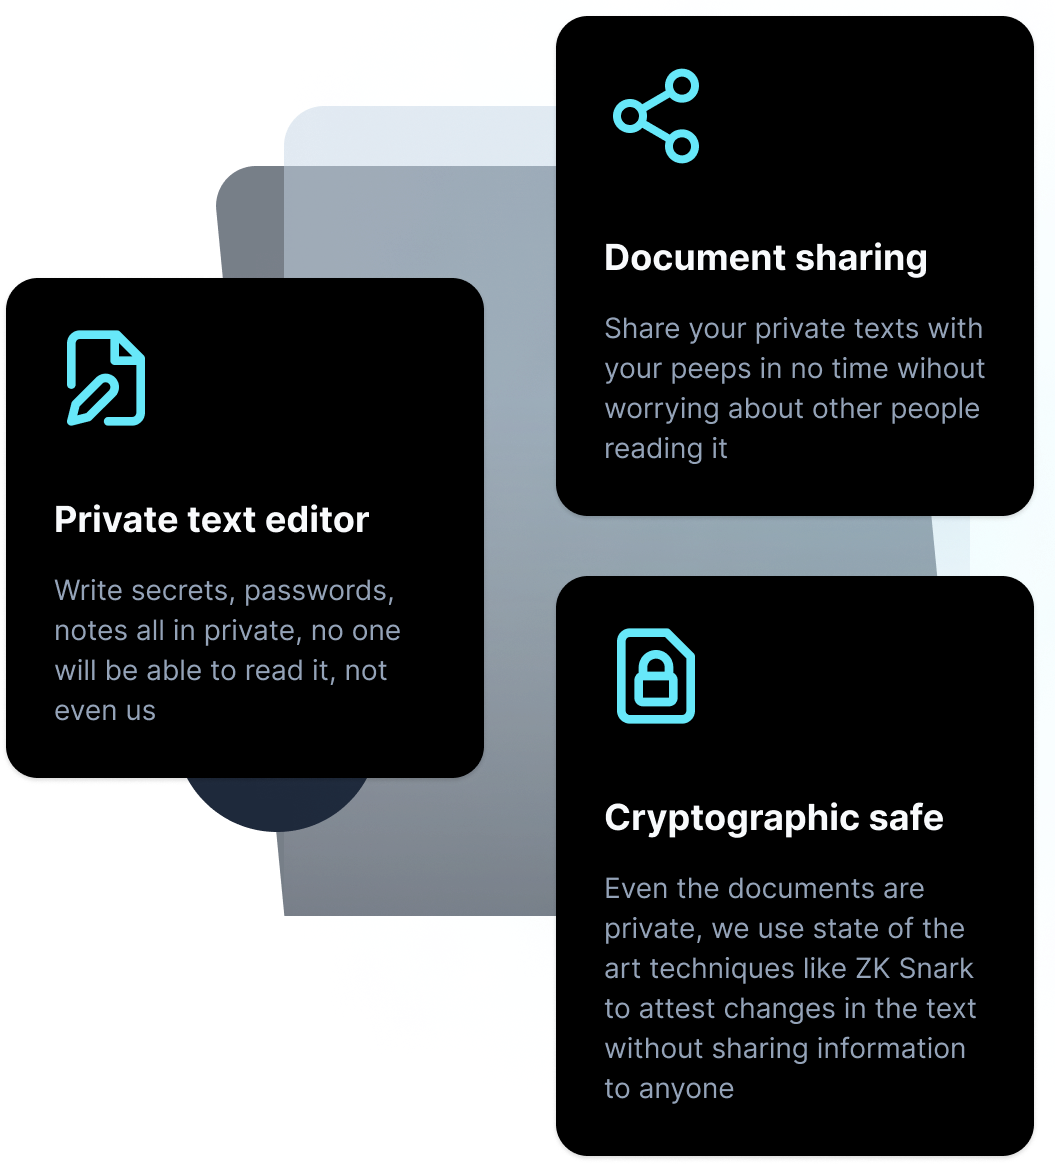 Document sharing
Share your private texts with
your peeps in no time wihout
worrying about other people
reading it
Private text editor
Write secrets, passwords,
notes all in private, no one
will be able to read it, not
even us
Cryptographic safe
Even the documents are
private, we use state of the
art techniques like ZK Snark
to attest changes in the text
without sharing information
to anyone